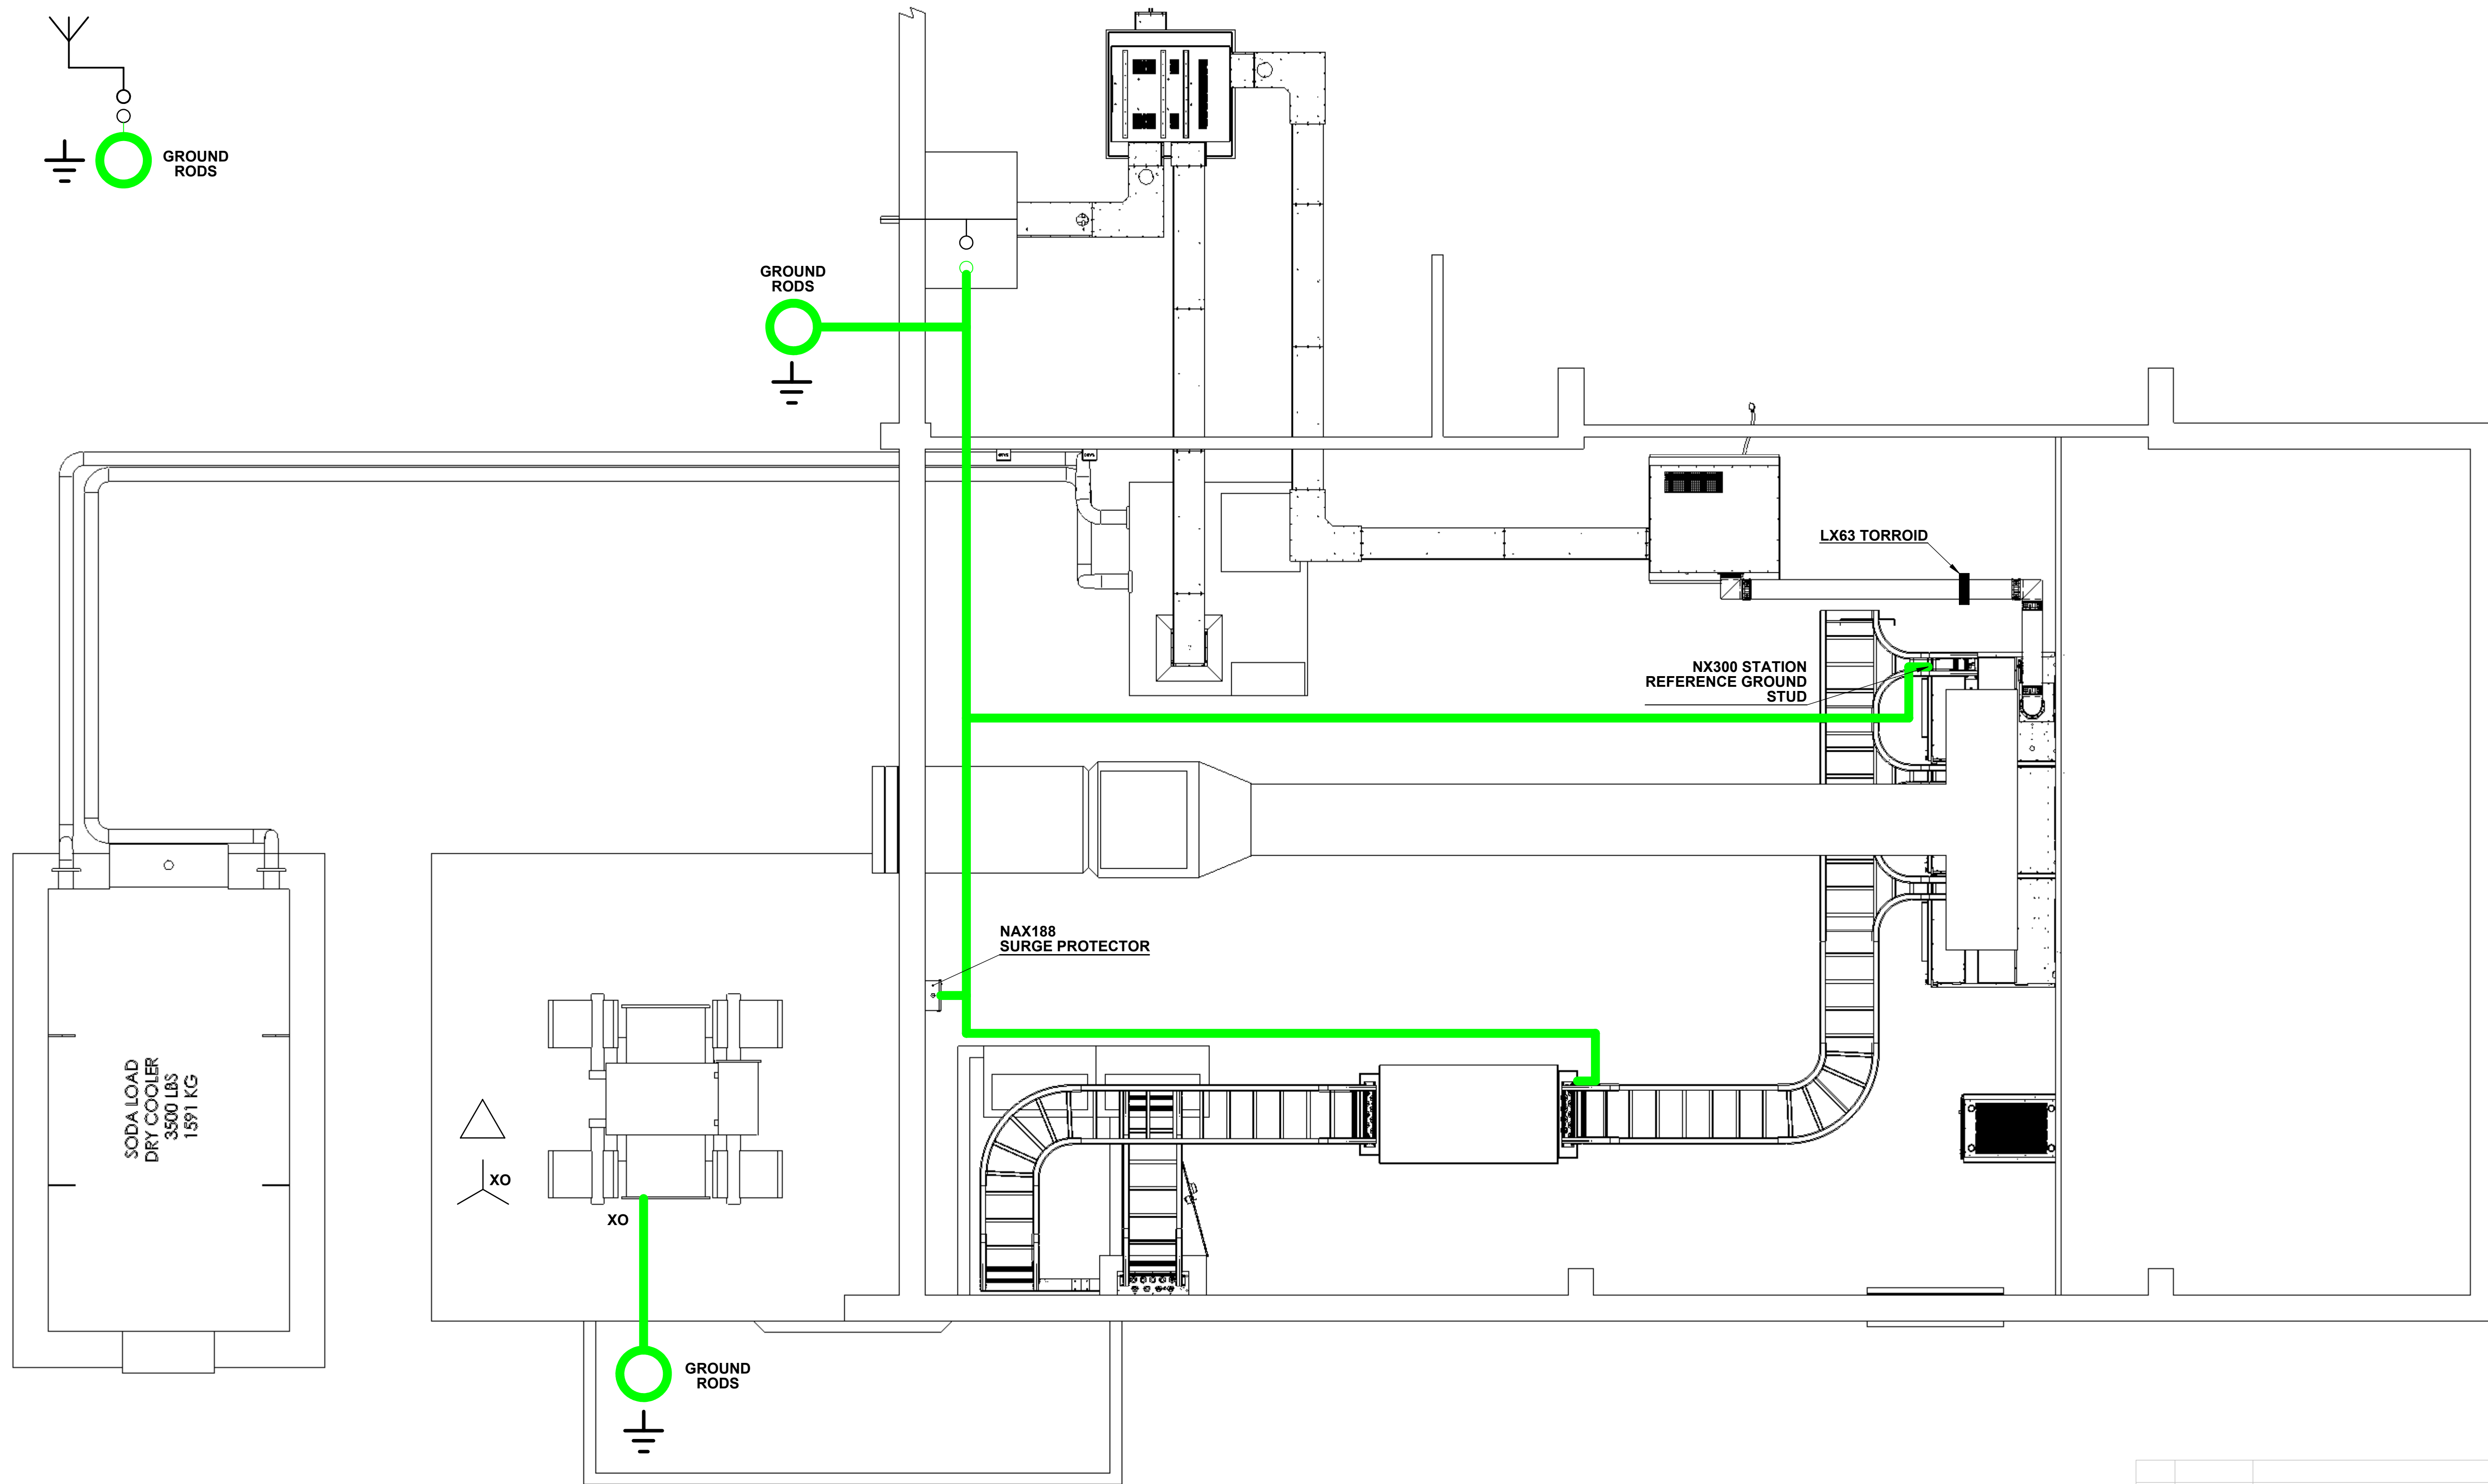 GROUND
RODS
GROUND
RODS
LX63 TORROID
NX300 STATION
REFERENCE GROUND
STUD
NAX188
SURGE PROTECTOR
SODA LOAD
DRY COOLER
3500 LBS
1591 KG
XO
XO
GROUND
RODS